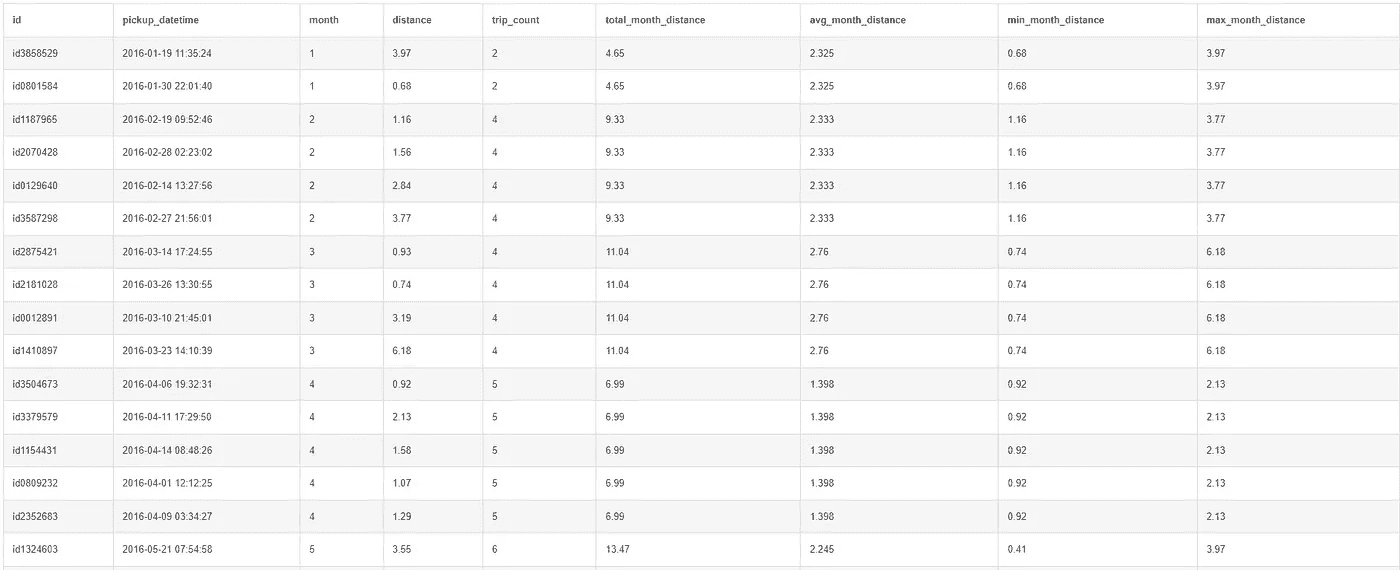 id pickup_datetime month distance trip_count total_month_distance avg_month_distance min_month_distance max_month_distance
id3858529 2016-01-19 11:35:24 1 3.97 2 4.65 2.325 0.68 3.97
id0801584 2016-01-30 22:01:40 1 0.68 2 4.65 2.325 0.68 3.97
id1187965 2016-02-19 09:52:46 2 1.16 4 9.33 2.333 1.16 3.77
id2070428 2016-02-28 02:23:02 2 1.56 4 9.33 2.333 1.16 3.77
id0129640 2016-02-14 13:27:56 2 2.84 4 9.33 2.333 1.16 3.77
id3587298 2016-02-27 21:56:01 2 3.77 4 9.33 2.333 1.16 3.77
id2875421 2016-03-14 17:24:55 3 0.93 4 11.04 2.76 0.74 6.18
id2181028 2016-03-26 13:30:55 3 0.74 4 11.04 2.76 0.74 6.18
id0012891 2016-03-10 21:45:01 3 3.19 4 11.04 2.76 0.74 6.18
id1410897 2016-03-23 14:10:39 3 6.18 4 11.04 2.76 0.74 6.18
id3504673 2016-04-06 19:32:31 4 0.92 5 6.99 1.398 0.92 2.13
id3379579 2016-04-11 17:29:50 4 2.13 5 6.99 1.398 0.92 2.13
id1154431 2016-04-14 08:48:26 4 1.58 5 6.99 1.398 0.92 2.13
id0809232 2016-04-01 12:12:25 4 1.07 5 6.99 1.398 0.92 2.13
id2352683 2016-04-09 03:34:27 4 1.29 5 6.99 1.398 0.92 2.13
id1324603 2016-05-21 07:54:58 5 3.55 6 13.47 2.245 0.41 3.97